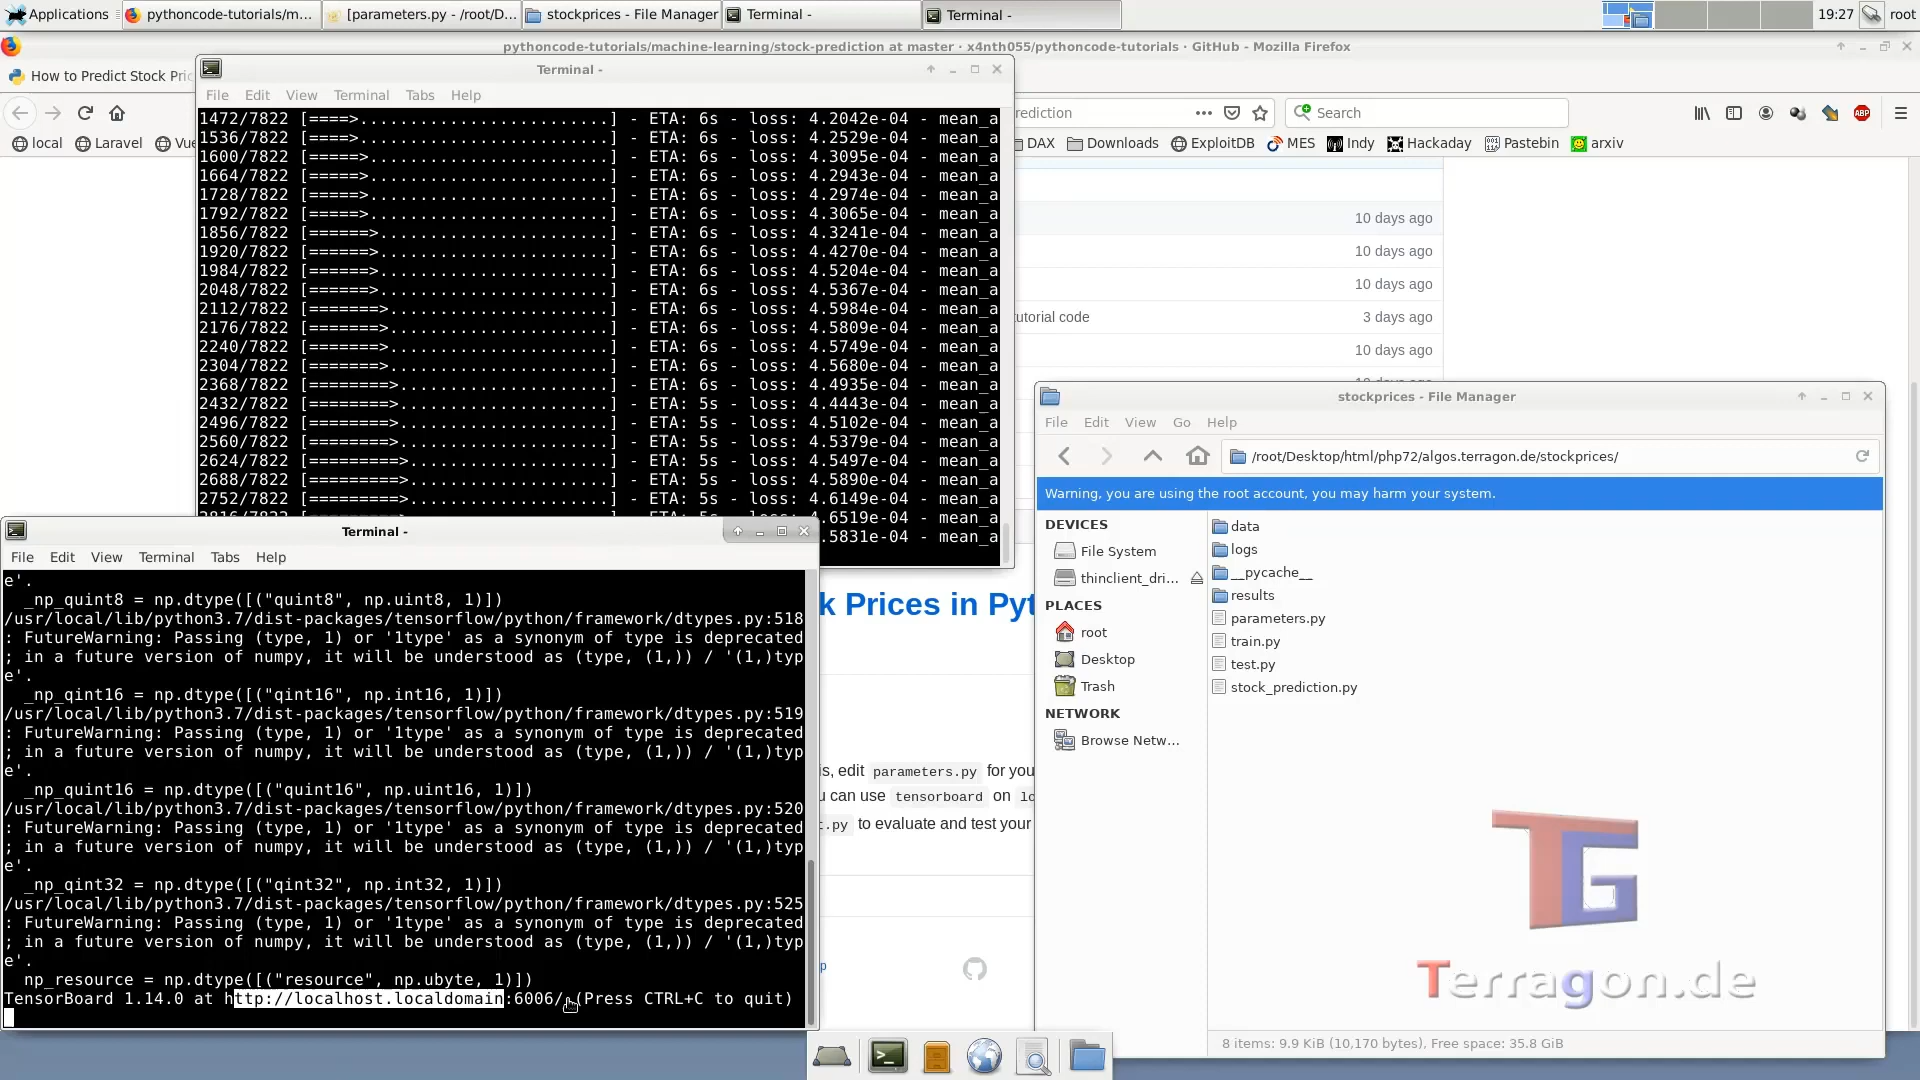 Applications
pythoncode-tutorials/m...
[parameters.py - /root/D...
stockprices - File Manager
Terminal -
Terminal -
19:27
root
pythoncode-tutorials/machine-learning/stock-prediction at master · x4nth055/pythoncode-tutorials · GitHub - Mozilla Firefox
How to Predict Stock Pric
rediction
Search
local
Laravel
Vue
DAX
Downloads
ExploitDB
MES
Indy
Hackaday
Pastebin
arxiv
ABP
Terminal -
File Edit View Terminal Tabs Help
1472/7822 [====>.........................] - ETA: 6s - loss: 4.2042e-04 - mean_a
1536/7822 [====>.........................] - ETA: 6s - loss: 4.2529e-04 - mean_a
1600/7822 [=====>........................] - ETA: 6s - loss: 4.3095e-04 - mean_a
1664/7822 [=====>........................] - ETA: 6s - loss: 4.2943e-04 - mean_a
1728/7822 [=====>........................] - ETA: 6s - loss: 4.2974e-04 - mean_a
1792/7822 [=====>........................] - ETA: 6s - loss: 4.3065e-04 - mean_a
1856/7822 [======>.......................] - ETA: 6s - loss: 4.3241e-04 - mean_a
1920/7822 [======>.......................] - ETA: 6s - loss: 4.4270e-04 - mean_a
1984/7822 [======>.......................] - ETA: 6s - loss: 4.5204e-04 - mean_a
2048/7822 [======>.......................] - ETA: 6s - loss: 4.5367e-04 - mean_a
2112/7822 [=======>......................] - ETA: 6s - loss: 4.5984e-04 - mean_a
2176/7822 [=======>......................] - ETA: 6s - loss: 4.5809e-04 - mean_a
2240/7822 [=======>......................] - ETA: 6s - loss: 4.5749e-04 - mean_a
2304/7822 [=======>......................] - ETA: 6s - loss: 4.5680e-04 - mean_a
2368/7822 [========>.....................] - ETA: 6s - loss: 4.4935e-04 - mean_a
2432/7822 [========>.....................] - ETA: 5s - loss: 4.4443e-04 - mean_a
2496/7822 [========>.....................] - ETA: 5s - loss: 4.5102e-04 - mean_a
2560/7822 [========>.....................] - ETA: 5s - loss: 4.5379e-04 - mean_a
2624/7822 [=========>....................] - ETA: 5s - loss: 4.5497e-04 - mean_a
2688/7822 [=========>....................] - ETA: 5s - loss: 4.5890e-04 - mean_a
2752/7822 [=========>....................] - ETA: 5s - loss: 4.6149e-04 - mean_a
4.6519e-04 - mean_a
.5831e-04 - mean_a
10 days ago
10 days ago
10 days ago
utorial code 3 days ago
10 days ago
k Prices in Pyt
is, edit parameters.py for you
u can use tensorboard on lo
t.py to evaluate and test your
p
Terminal -
File Edit View Terminal Tabs Help
e'.
_np_quint8 = np.dtype([("quint8", np.uint8, 1)])
/usr/local/lib/python3.7/dist-packages/tensorflow/python/framework/dtypes.py:518
: FutureWarning: Passing (type, 1) or '1type' as a synonym of type is deprecated
; in a future version of numpy, it will be understood as (type, (1,)) / '(1,)typ
e'.
_np_qint16 = np.dtype([("qint16", np.int16, 1)])
/usr/local/lib/python3.7/dist-packages/tensorflow/python/framework/dtypes.py:519
: FutureWarning: Passing (type, 1) or '1type' as a synonym of type is deprecated
; in a future version of numpy, it will be understood as (type, (1,)) / '(1,)typ
e'.
_np_quint16 = np.dtype([("quint16", np.uint16, 1)])
/usr/local/lib/python3.7/dist-packages/tensorflow/python/framework/dtypes.py:520
: FutureWarning: Passing (type, 1) or '1type' as a synonym of type is deprecated
; in a future version of numpy, it will be understood as (type, (1,)) / '(1,)typ
e'.
_np_qint32 = np.dtype([("qint32", np.int32, 1)])
/usr/local/lib/python3.7/dist-packages/tensorflow/python/framework/dtypes.py:525
: FutureWarning: Passing (type, 1) or '1type' as a synonym of type is deprecated
; in a future version of numpy, it will be understood as (type, (1,)) / '(1,)typ
e'.
np_resource = np.dtype([("resource", np.ubyte, 1)])
TensorBoard 1.14.0 at http://localhost.localdomain:6006/ (Press CTRL+C to quit)
stockprices - File Manager
File Edit View Go Help
/root/Desktop/html/php72/algos.terragon.de/stockprices/
Warning, you are using the root account, you may harm your system.
DEVICES
File System
thinclient_dri...
PLACES
root
Desktop
Trash
NETWORK
Browse Netw...
data
logs
__pycache__
results
parameters.py
train.py
test.py
stock_prediction.py
TG
Terragon.de
8 items: 9.9 KiB (10,170 bytes), Free space: 35.8 GiB